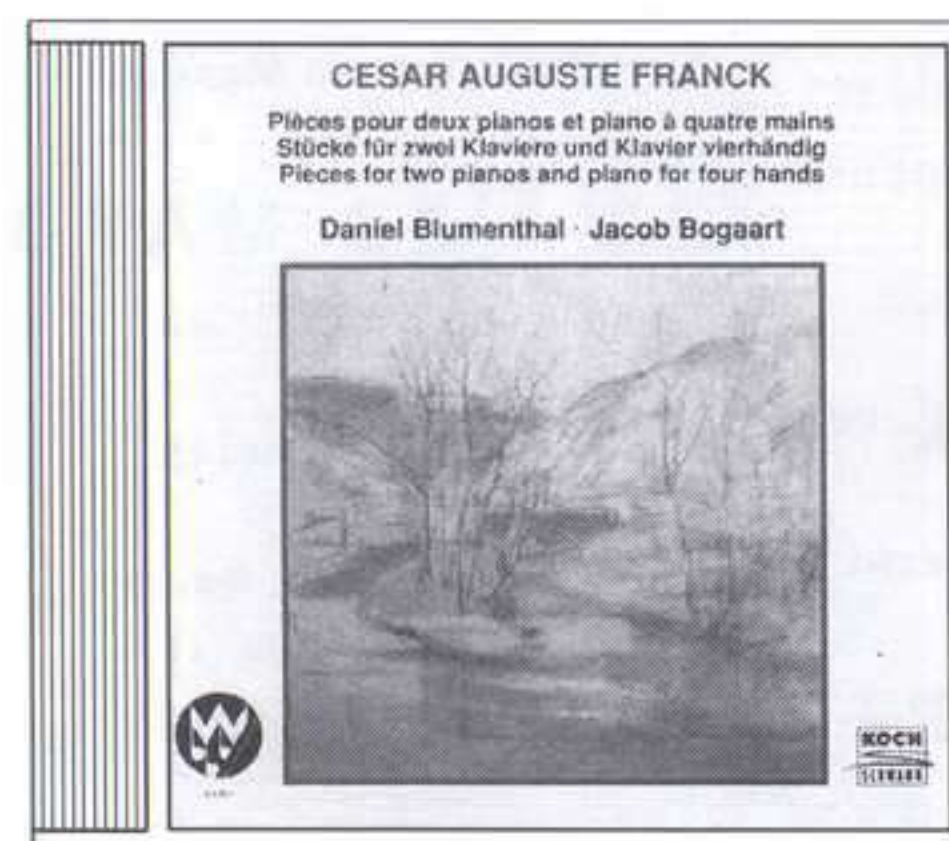 CESAR AUGUSTE FRANCK
Pièces pour deux pianos et piano à quatre mains
Stücke für zwei Klaviere und Klavier vierhändig
Pieces for two pianos and piano for four hands
Daniel Blumenthal · Jacob Bogaart
KOCH
SCHWANN